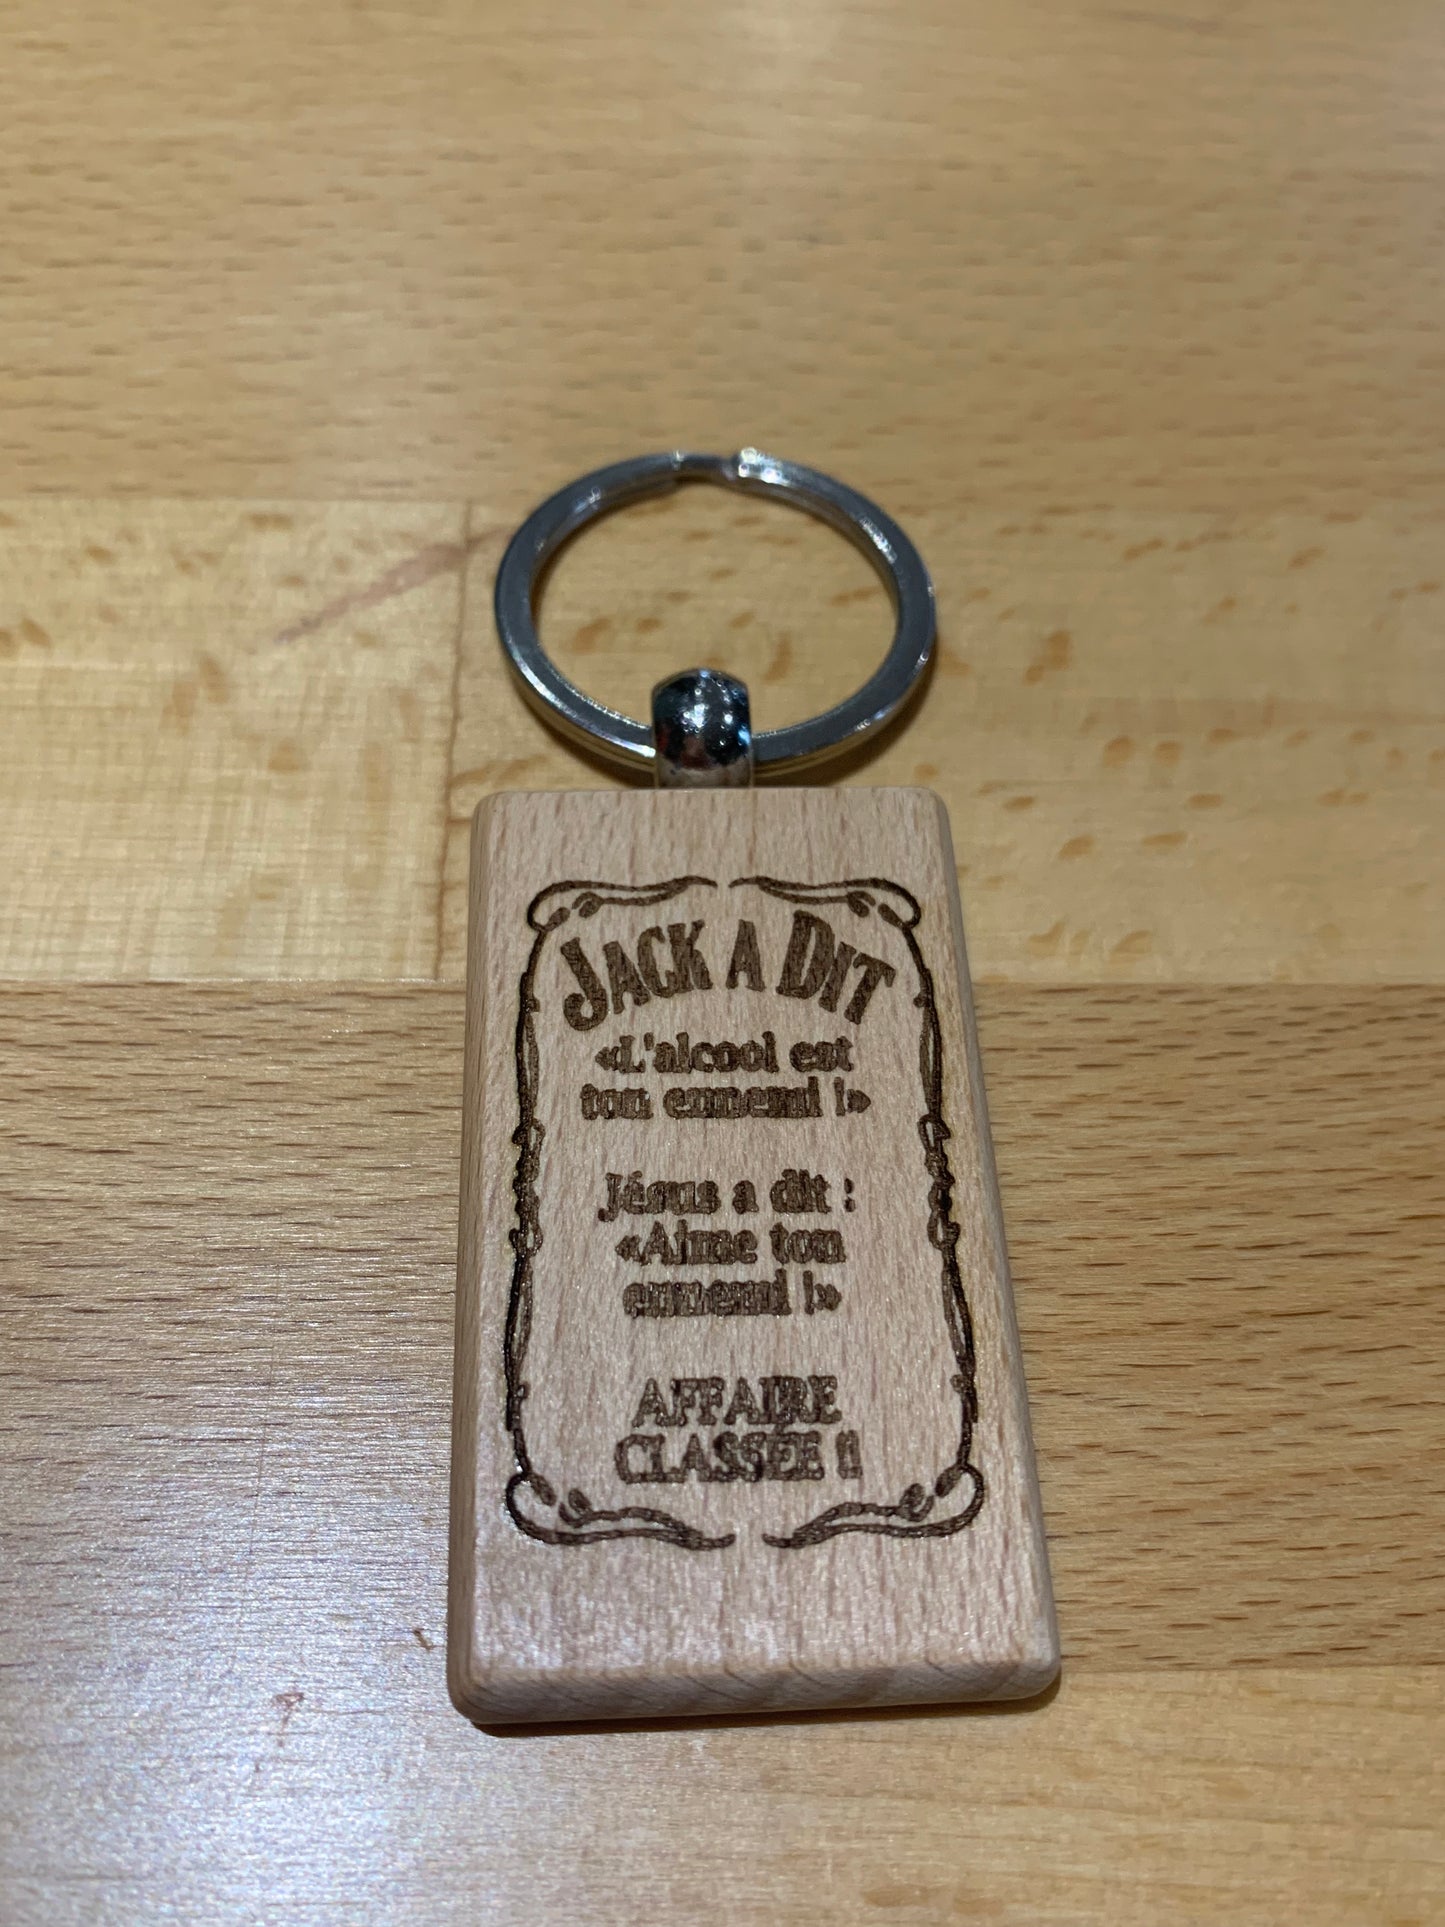 JACK A DIT
«L'alcool est
ton ennemi !»
Jésus a dit :
«Aime ton
ennemi !»
AFFAIRE
CLASSÉE !!